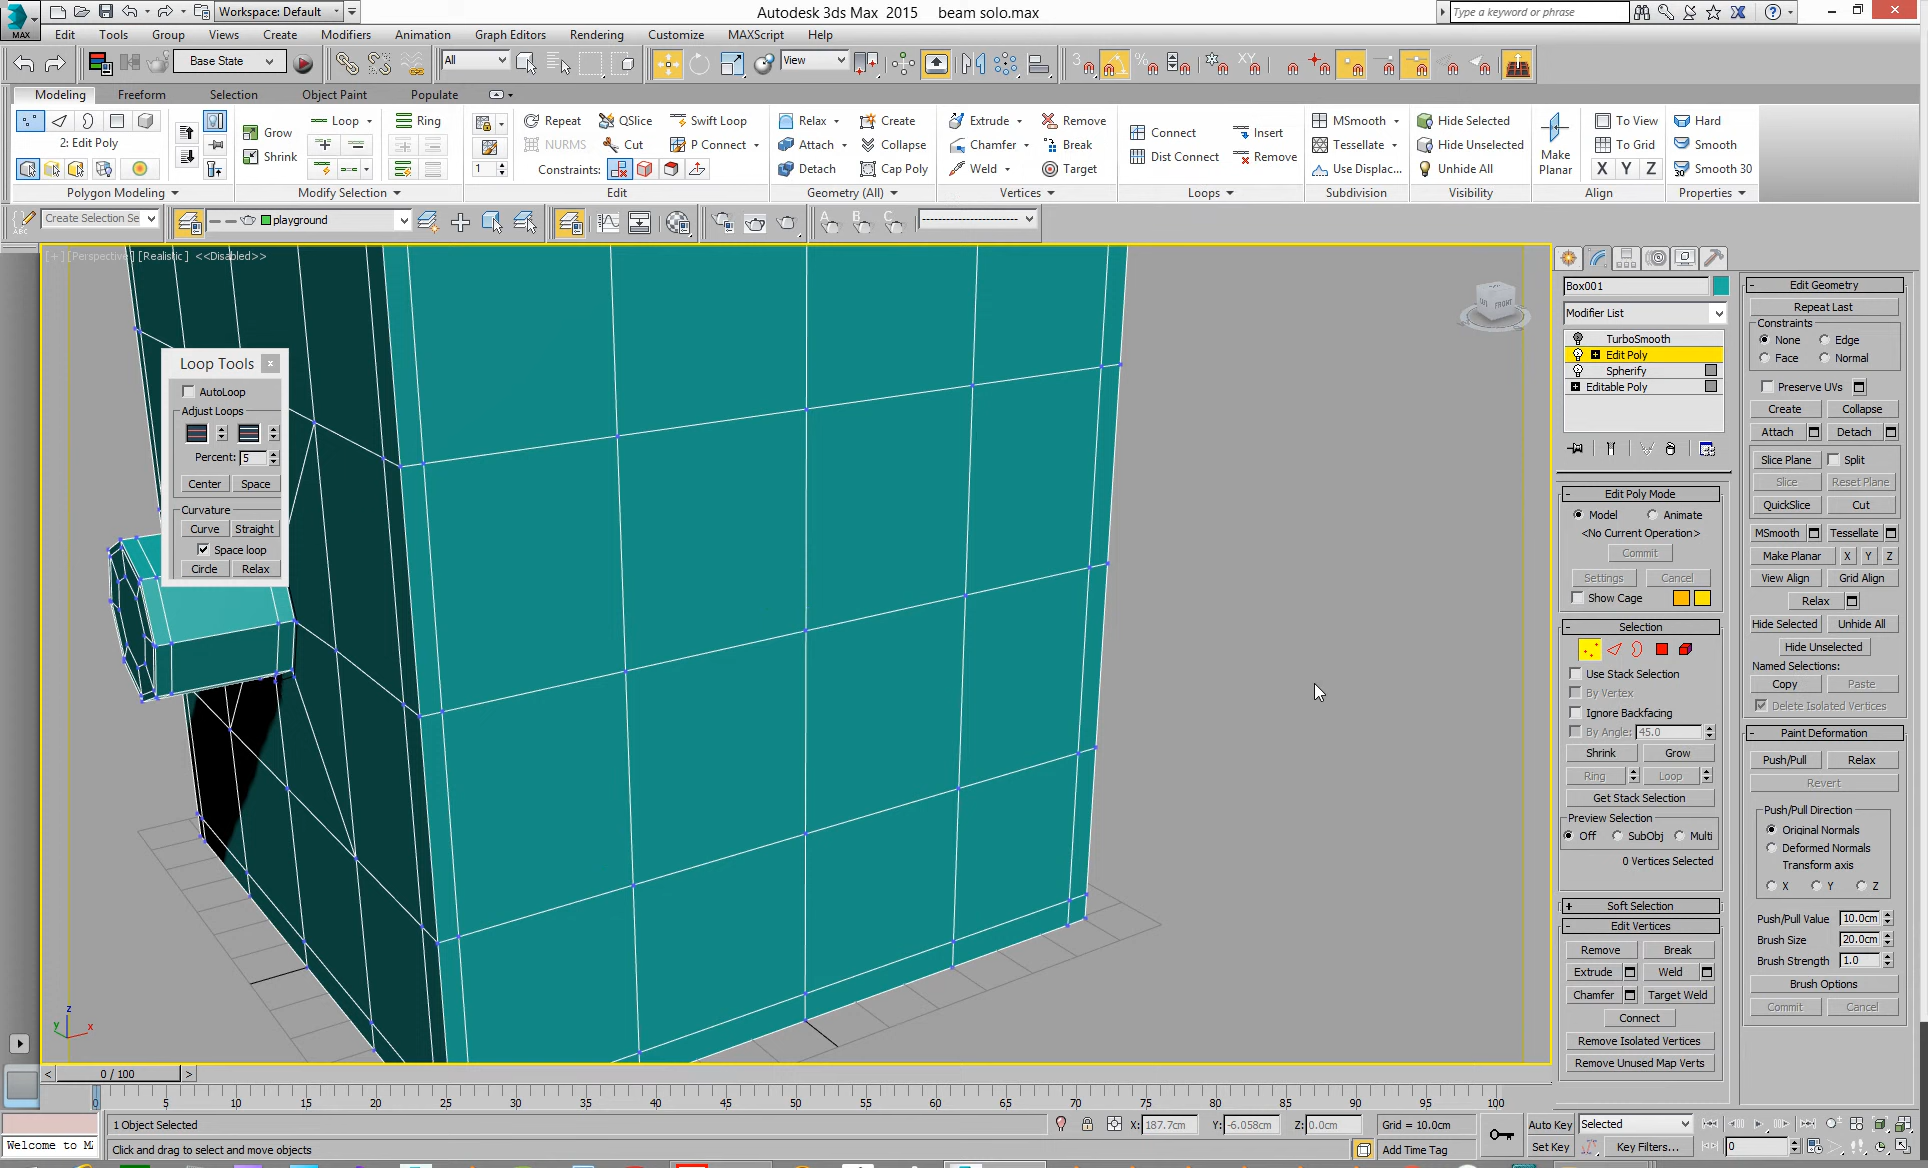 Workspace: Default
Autodesk 3ds Max 2015 beam solo.max
Type a keyword or phrase
MAX
Edit Tools Group Views Create Modifiers Animation Graph Editors Rendering Customize MAXScript Help
Base State
All
View
3
XY
Modeling Freeform Selection Object Paint Populate
Loop Ring Repeat QSlice Swift Loop Relax Create Extrude Remove MSmooth Hide Selected To View Hard
Grow Connect Insert
2: Edit Poly NURMS Cut P Connect Attach Collapse Chamfer Break Tessellate Hide Unselected Make Planar To Grid Smooth
Shrink Dist Connect Remove
1 Constraints: Detach Cap Poly Weld Target Use Displac... Unhide All X Y Z Smooth 30
Polygon Modeling Modify Selection Edit Geometry (All) Vertices Loops Subdivision Visibility Align Properties
Create Selection Se
playground
A B C
[+] [Perspective] [Realistic] <<Disabled>>
FRONT
Loop Tools
AutoLoop
Adjust Loops
Percent: 5
Center Space
Curvature
Curve Straight
Space loop
Circle Relax
z
y x
Box001
Modifier List
TurboSmooth
Edit Poly
Spherify
Editable Poly
Edit Poly Mode
Model Animate
<No Current Operation>
Commit
Settings Cancel
Show Cage
Selection
Use Stack Selection
By Vertex
Ignore Backfacing
By Angle: 45.0
Shrink Grow
Ring Loop
Get Stack Selection
Preview Selection
Off SubObj Multi
0 Vertices Selected
Soft Selection
Edit Vertices
Remove Break
Extrude Weld
Chamfer Target Weld
Connect
Remove Isolated Vertices
Remove Unused Map Verts
Edit Geometry
Repeat Last
Constraints
None Edge
Face Normal
Preserve UVs
Create Collapse
Attach Detach
Slice Plane Split
Slice Reset Plane
QuickSlice Cut
MSmooth Tessellate
Make Planar X Y Z
View Align Grid Align
Relax
Hide Selected Unhide All
Hide Unselected
Named Selections:
Copy Paste
Delete Isolated Vertices
Paint Deformation
Push/Pull Relax
Revert
Push/Pull Direction
Original Normals
Deformed Normals
Transform axis
X Y Z
Push/Pull Value 10.0cm
Brush Size 20.0cm
Brush Strength 1.0
Brush Options
Commit Cancel
< 0 / 100 >
0 5 10 15 20 25 30 35 40 45 50 55 60 65 70 75 80 85 90 95 100
1 Object Selected X: 187.7cm Y: -6.058cm Z: 0.0cm Grid = 10.0cm Auto Key Selected
Welcome to M Click and drag to select and move objects Add Time Tag Set Key Key Filters... 0